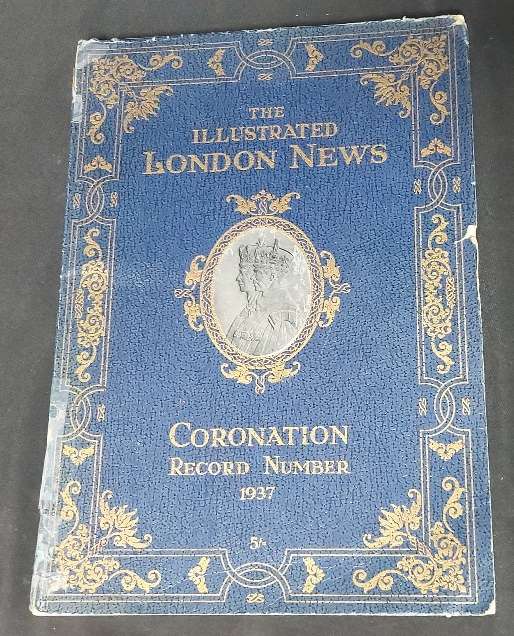 THE
ILLUSTRATED
LONDON NEWS
CORONATION
RECORD NUMBER
1937
5/-